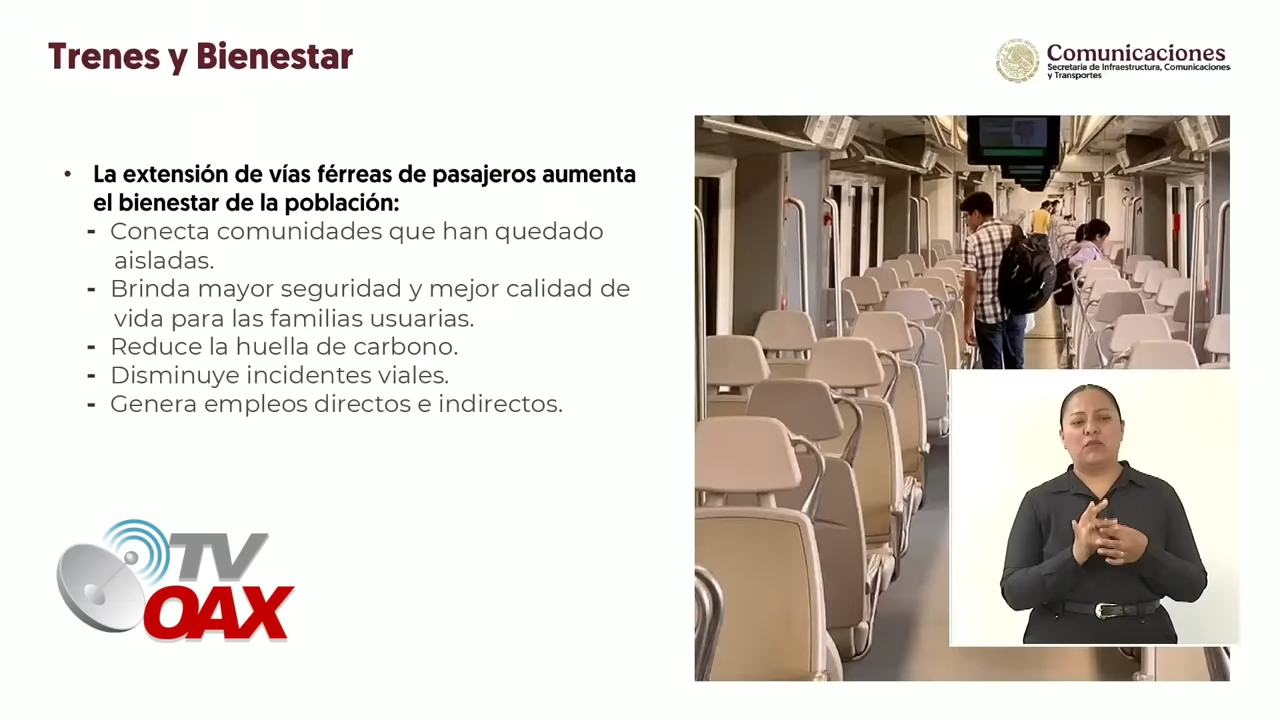 Trenes y Bienestar
Comunicaciones
Secretaría de Infraestructura, Comunicaciones
y Transportes
• La extensión de vías férreas de pasajeros aumenta
el bienestar de la población:
- Conecta comunidades que han quedado
aisladas.
- Brinda mayor seguridad y mejor calidad de
vida para las familias usuarias.
- Reduce la huella de carbono.
- Disminuye incidentes viales.
- Genera empleos directos e indirectos.
TV
OAX